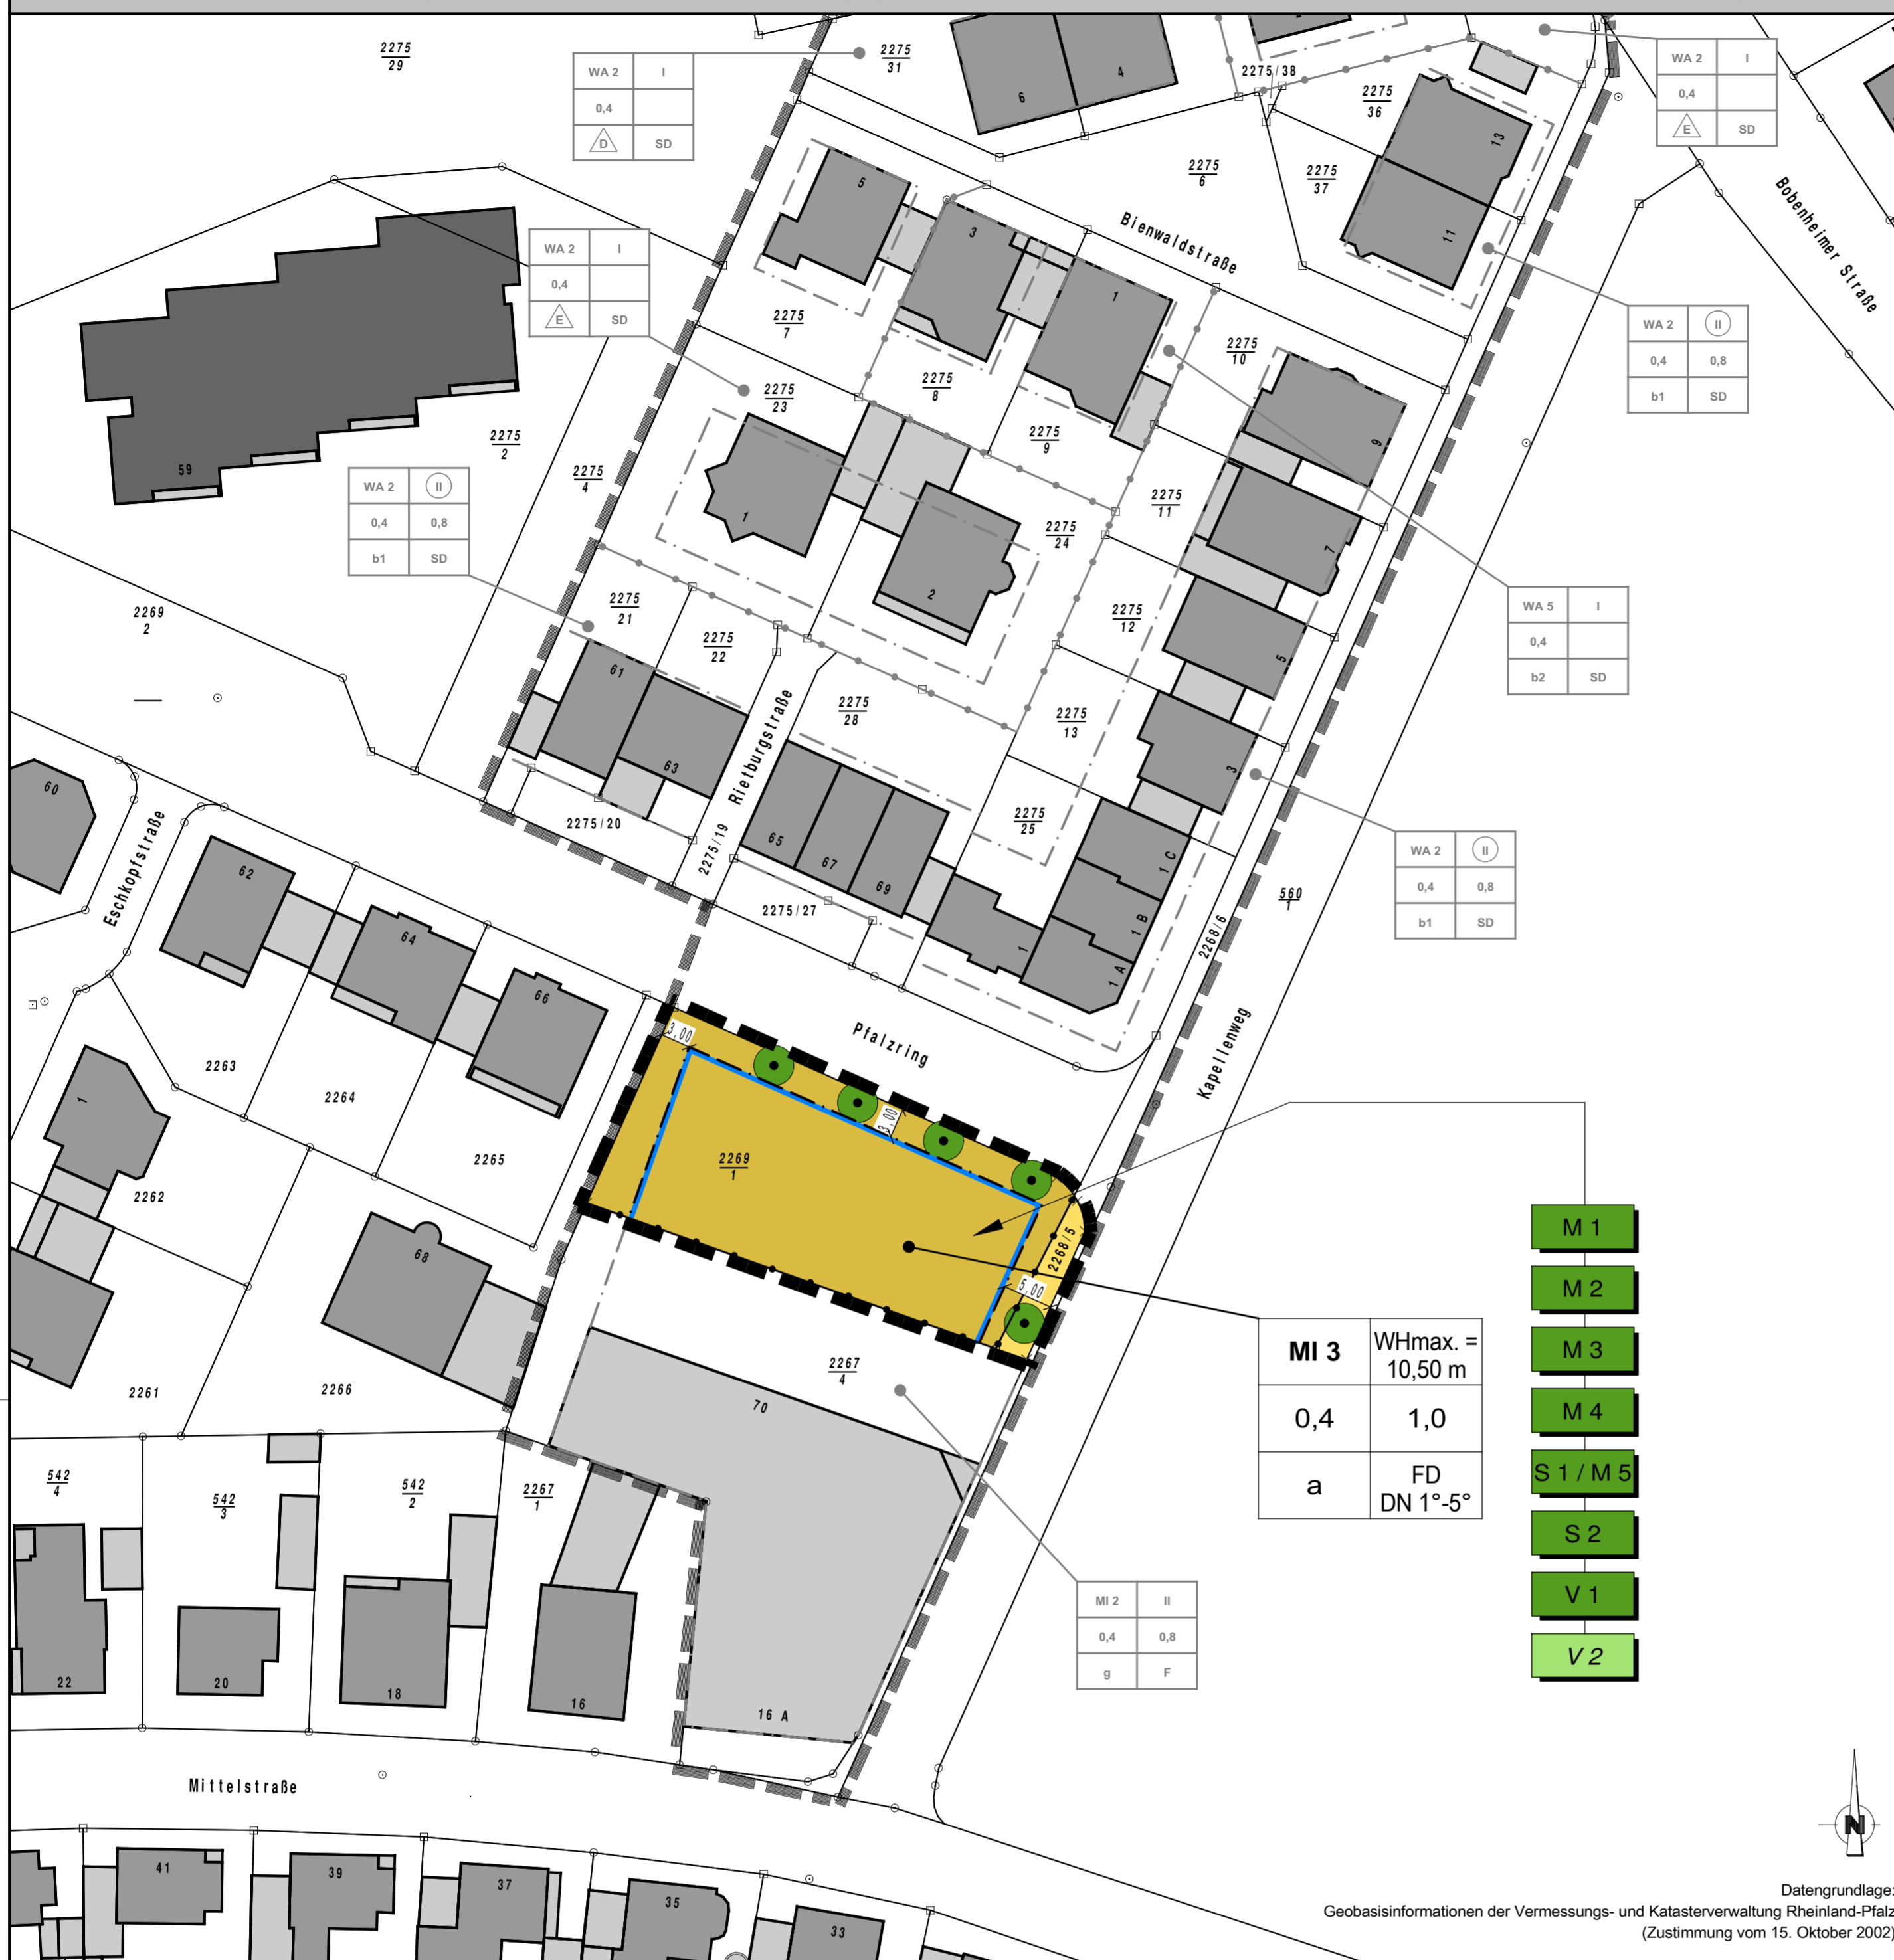 2275
29
2275
31
6
4
2275/38
2275
36
13
2275
37
11
2275
6
WA 2 I
0,4
D SD
WA 2 I
0,4
E SD
Bobenheimer Straße
Bienwaldstraße
5
3
1
WA 2 I
0,4
E SD
2275
7
2275
8
2275
9
2275
10
9
WA 2 II
0,4 0,8
b1 SD
59
2275
2
2275
4
2275
23
1
2
2275
24
2275
11
7
WA 2 II
0,4 0,8
b1 SD
2269
2
2275
21
2275
22
2275
12
5
WA 5 I
0,4
b2 SD
61
63
Rietburgstraße
2275
28
2275
13
3
2275/20
2275/19
65
67
69
2275
25
1 C
1 B
1 A
1
2275/27
WA 2 II
0,4 0,8
b1 SD
560
1
2268/6
60
Eschkopfstraße
62
64
66
Pfalzring
Kapellenweg
3,00
3,00
1
2263
2264
2265
2262
2269
1
2268/5
5,00
68
2261
2266
2267
4
70
MI 3 WHmax. =
10,50 m
0,4 1,0
a FD
DN 1°-5°
M 1
M 2
M 3
M 4
S 1 / M 5
S 2
V 1
V 2
542
4
542
3
542
2
2267
1
MI 2 II
0,4 0,8
g F
22
20
18
16
16 A
Mittelstraße
N
41
39
37
35
33
Datengrundlage:
Geobasisinformationen der Vermessungs- und Katasterverwaltung Rheinland-Pfalz
(Zustimmung vom 15. Oktober 2002)